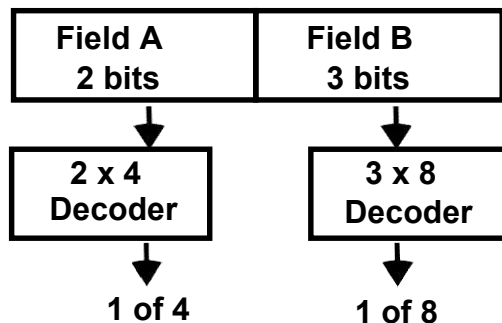 Field A
2 bits
Field B
3 bits
2 x 4
Decoder
3 x 8
Decoder
1 of 4
1 of 8